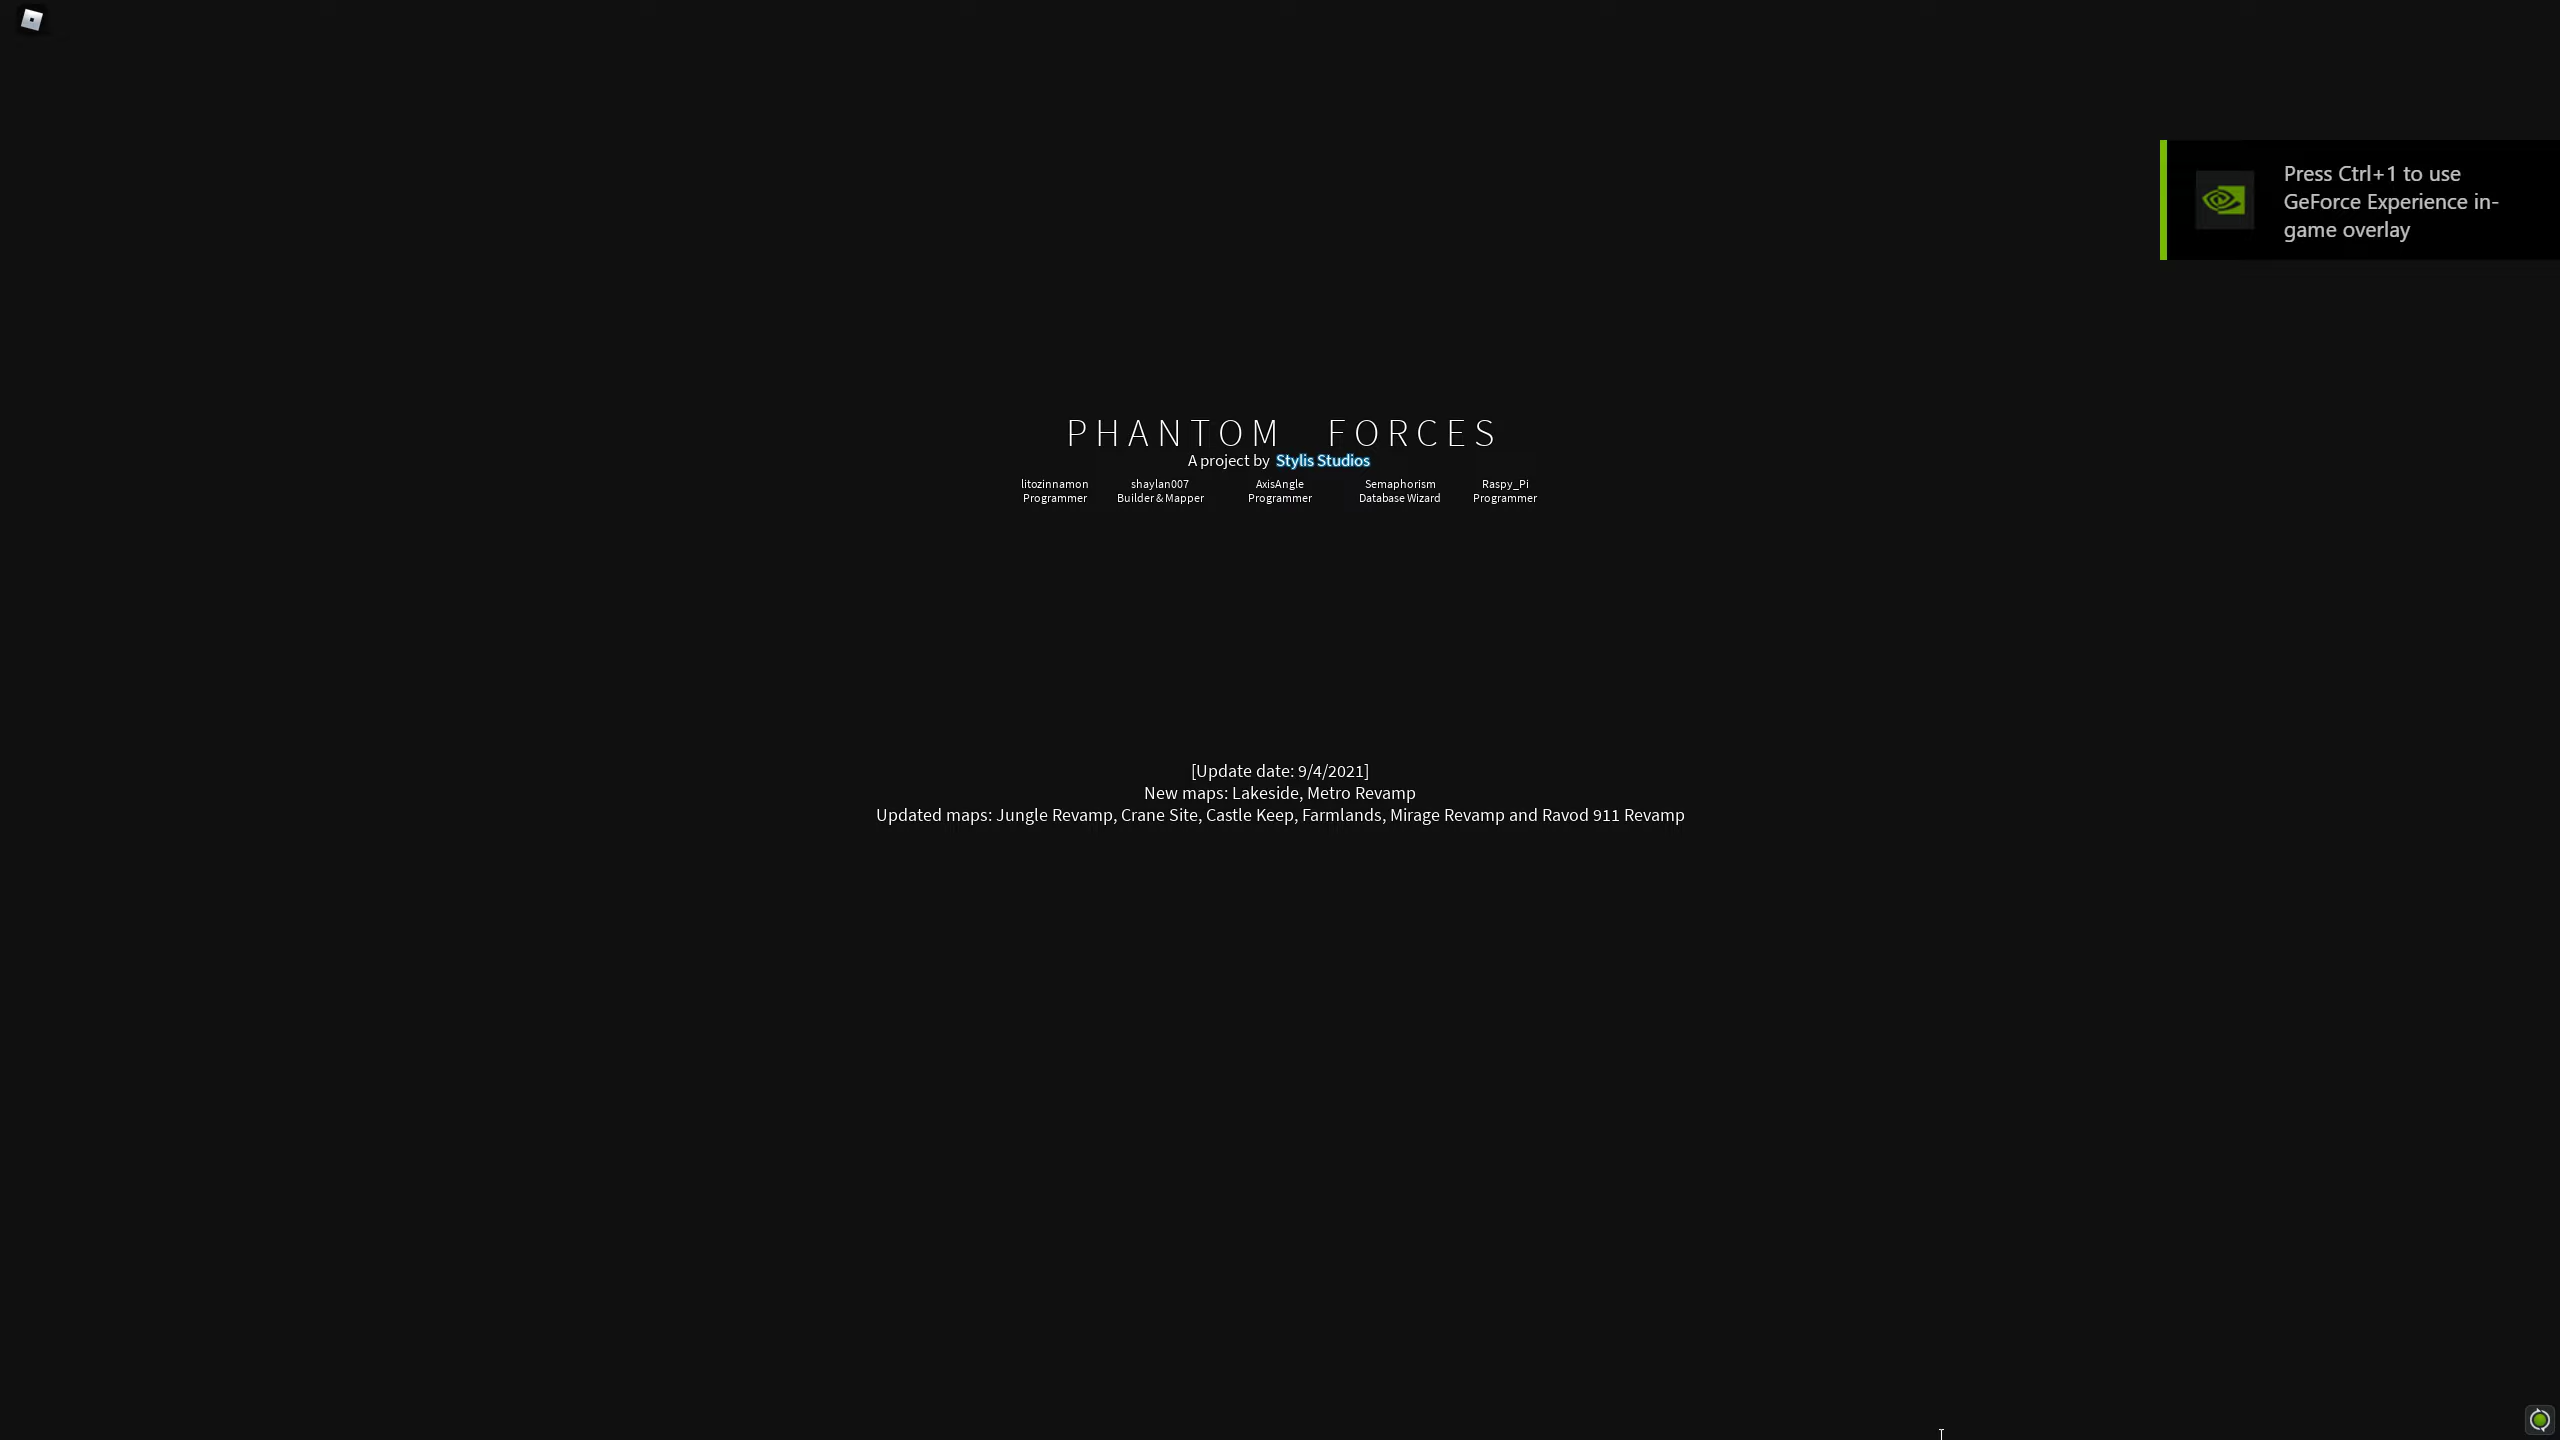 Press Ctrl+1 to use
GeForce Experience in-
game overlay
PHANTOM FORCES
A project by Stylis Studios
litozinnamon shaylan007 AxisAngle Semaphorism Raspy_Pi
Programmer Builder & Mapper Programmer Database Wizard Programmer
[Update date: 9/4/2021]
New maps: Lakeside, Metro Revamp
Updated maps: Jungle Revamp, Crane Site, Castle Keep, Farmlands, Mirage Revamp and Ravod 911 Revamp